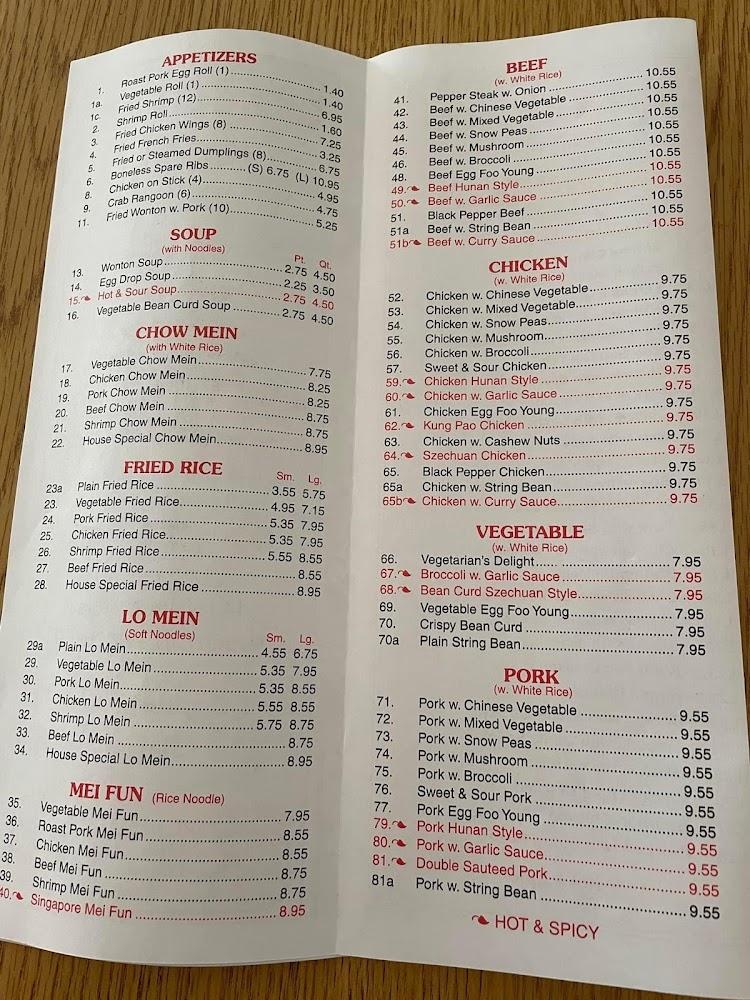 APPETIZERS
1. Roast Pork Egg Roll (1) 1.40
1a. Vegetable Roll (1) 1.40
1c. Fried Shrimp (12) 6.95
2. Shrimp Roll 1.60
3. Fried Chicken Wings (8) 7.25
4. Fried French Fries 3.25
5. Fried or Steamed Dumplings (8) 6.75
6. Boneless Spare Ribs (S) 6.75 (L) 10.95
8. Chicken on Stick (4) 4.95
9. Crab Rangoon (6) 4.75
11. Fried Wonton w. Pork (10) 5.25
SOUP
(with Noodles)
Pt. Qt.
13. Wonton Soup 2.75 4.50
14. Egg Drop Soup 2.25 3.50
15. Hot & Sour Soup 2.75 4.50
16. Vegetable Bean Curd Soup 2.75 4.50
CHOW MEIN
(with White Rice)
17. Vegetable Chow Mein 7.75
18. Chicken Chow Mein 8.25
19. Pork Chow Mein 8.25
20. Beef Chow Mein 8.75
21. Shrimp Chow Mein 8.75
22. House Special Chow Mein 8.95
FRIED RICE
Sm. Lg.
23a Plain Fried Rice 3.55 5.75
23. Vegetable Fried Rice 4.95 7.15
24. Pork Fried Rice 5.35 7.95
25. Chicken Fried Rice 5.35 7.95
26. Shrimp Fried Rice 5.55 8.55
27. Beef Fried Rice 8.55
28. House Special Fried Rice 8.95
LO MEIN
(Soft Noodles)
Sm. Lg.
29a Plain Lo Mein 4.55 6.75
29. Vegetable Lo Mein 5.35 7.95
30. Pork Lo Mein 5.35 8.55
31. Chicken Lo Mein 5.55 8.55
32. Shrimp Lo Mein 5.75 8.75
33. Beef Lo Mein 8.75
34. House Special Lo Mein 8.95
MEI FUN (Rice Noodle)
35. Vegetable Mei Fun 7.95
36. Roast Pork Mei Fun 8.55
37. Chicken Mei Fun 8.55
38. Beef Mei Fun 8.75
39. Shrimp Mei Fun 8.75
40. Singapore Mei Fun 8.95
BEEF
(w. White Rice)
41. Pepper Steak w. Onion 10.55
42. Beef w. Chinese Vegetable 10.55
43. Beef w. Mixed Vegetable 10.55
44. Beef w. Snow Peas 10.55
45. Beef w. Mushroom 10.55
46. Beef w. Broccoli 10.55
48. Beef Egg Foo Young 10.55
49. Beef Hunan Style 10.55
50. Beef w. Garlic Sauce 10.55
51. Black Pepper Beef 10.55
51a Beef w. String Bean 10.55
51b Beef w. Curry Sauce 10.55
CHICKEN
(w. White Rice)
52. Chicken w. Chinese Vegetable 9.75
53. Chicken w. Mixed Vegetable 9.75
54. Chicken w. Snow Peas 9.75
55. Chicken w. Mushroom 9.75
56. Chicken w. Broccoli 9.75
57. Sweet & Sour Chicken 9.75
59. Chicken Hunan Style 9.75
60. Chicken w. Garlic Sauce 9.75
61. Chicken Egg Foo Young 9.75
62. Kung Pao Chicken 9.75
63. Chicken w. Cashew Nuts 9.75
64. Szechuan Chicken 9.75
65. Black Pepper Chicken 9.75
65a Chicken w. String Bean 9.75
65b Chicken w. Curry Sauce 9.75
VEGETABLE
(w. White Rice)
66. Vegetarian's Delight 7.95
67. Broccoli w. Garlic Sauce 7.95
68. Bean Curd Szechuan Style 7.95
69. Vegetable Egg Foo Young 7.95
70. Crispy Bean Curd 7.95
70a Plain String Bean 7.95
PORK
(w. White Rice)
71. Pork w. Chinese Vegetable 9.55
72. Pork w. Mixed Vegetable 9.55
73. Pork w. Snow Peas 9.55
74. Pork w. Mushroom 9.55
75. Pork w. Broccoli 9.55
76. Sweet & Sour Pork 9.55
77. Pork Egg Foo Young 9.55
79. Pork Hunan Style 9.55
80. Pork w. Garlic Sauce 9.55
81. Double Sauteed Pork 9.55
81a Pork w. String Bean 9.55
HOT & SPICY